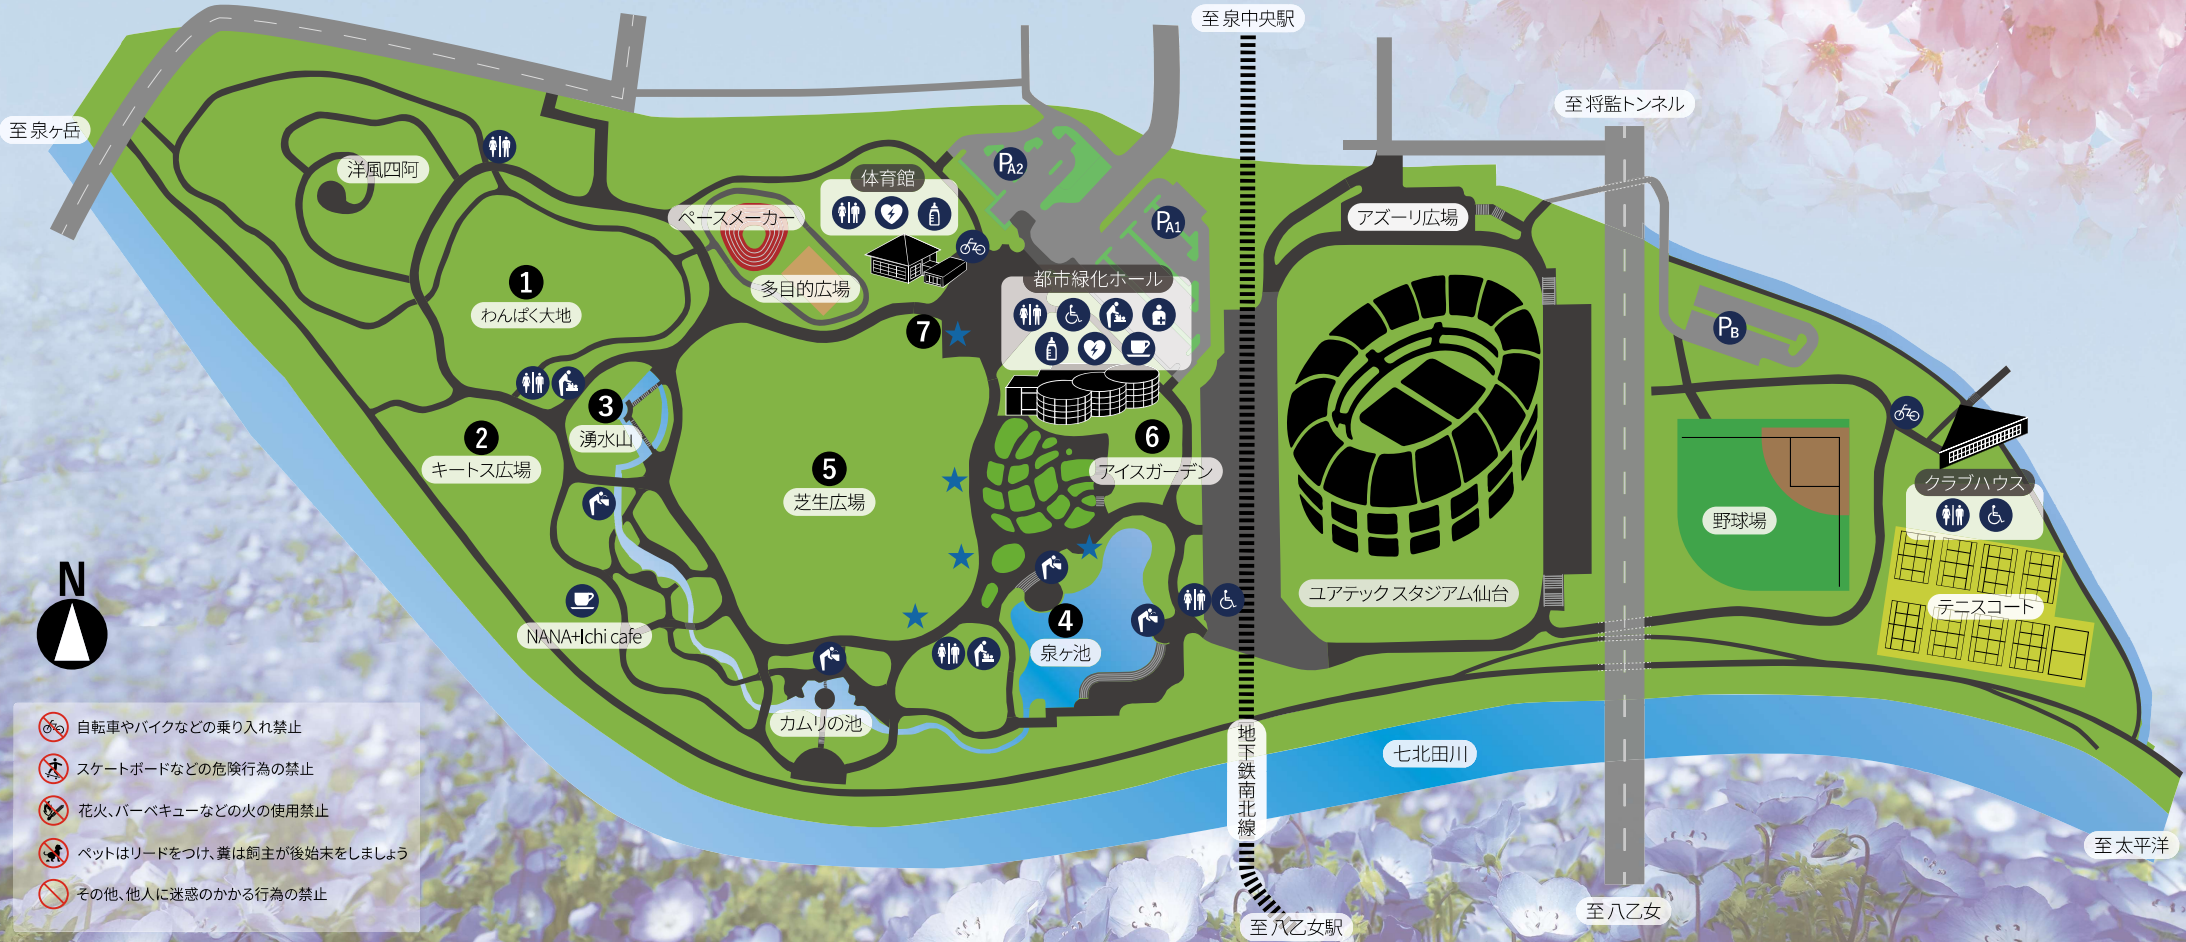 至 泉中央駅
至 将監トンネル
至 泉ヶ岳
洋風四阿
体育館
PA2
ペースメーカー
PA1
アズーリ広場
多目的広場
都市緑化ホール
1
わんぱく大地
7
PB
3
湧水山
2
キートス広場
5
芝生広場
6
アイスガーデン
クラブハウス
野球場
N
NANA+Ichi cafe
4
泉ヶ池
ユアテック スタジアム仙台
テニスコート
カムリの池
地下鉄南北線
七北田川
自転車やバイクなどの乗り入れ禁止
スケートボードなどの危険行為の禁止
花火、バーベキューなどの火の使用禁止
ペットはリードをつけ、糞は飼主が後始末をしましょう
その他、他人に迷惑のかかる行為の禁止
至 太平洋
至 八乙女
至 八乙女駅